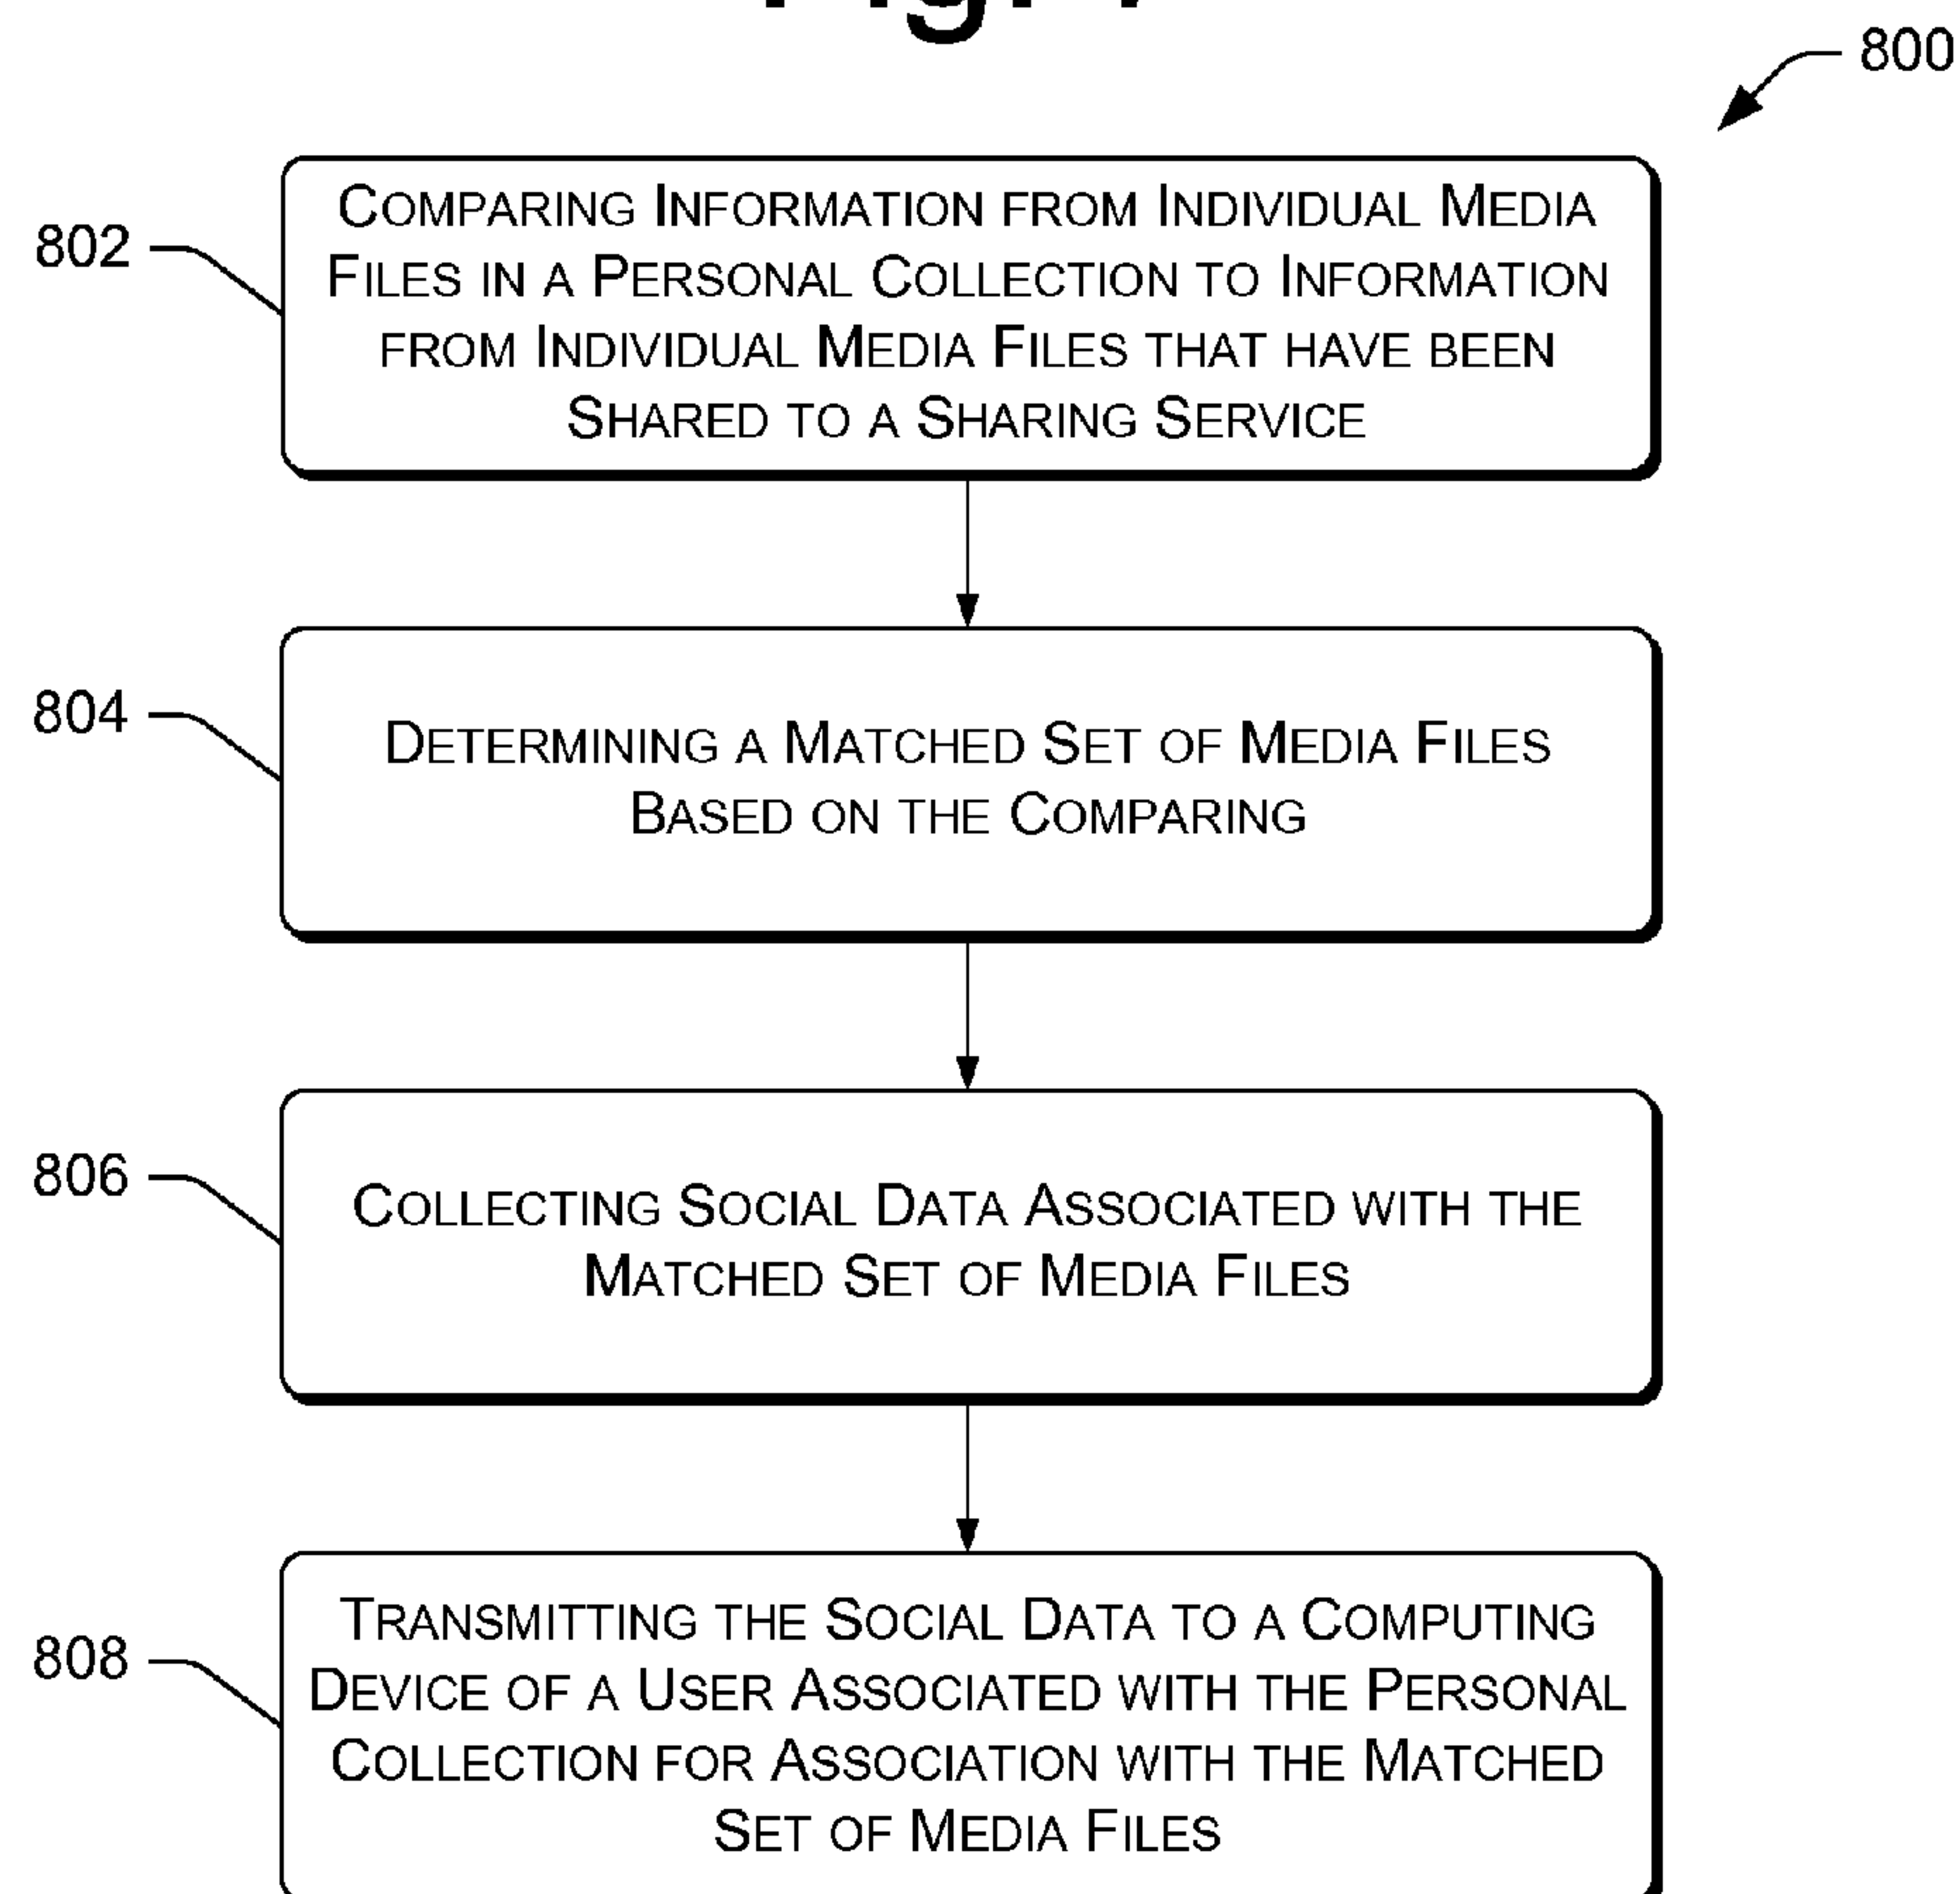 800
802
COMPARING INFORMATION FROM INDIVIDUAL MEDIA
FILES IN A PERSONAL COLLECTION TO INFORMATION
FROM INDIVIDUAL MEDIA FILES THAT HAVE BEEN
SHARED TO A SHARING SERVICE
804
DETERMINING A MATCHED SET OF MEDIA FILES
BASED ON THE COMPARING
806
COLLECTING SOCIAL DATA ASSOCIATED WITH THE
MATCHED SET OF MEDIA FILES
808
TRANSMITTING THE SOCIAL DATA TO A COMPUTING
DEVICE OF A USER ASSOCIATED WITH THE PERSONAL
COLLECTION FOR ASSOCIATION WITH THE MATCHED
SET OF MEDIA FILES